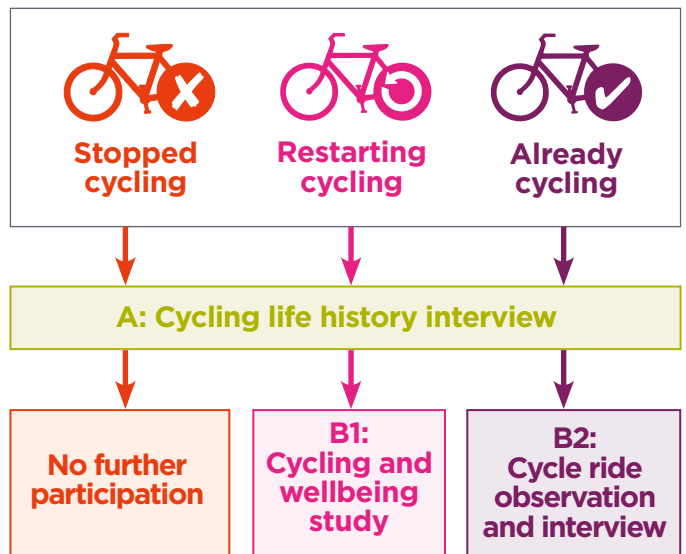 Stopped
cycling
Restarting
cycling
Already
cycling
A: Cycling life history interview
No further
participation
B1:
Cycling and
wellbeing
study
B2:
Cycle ride
observation
and interview